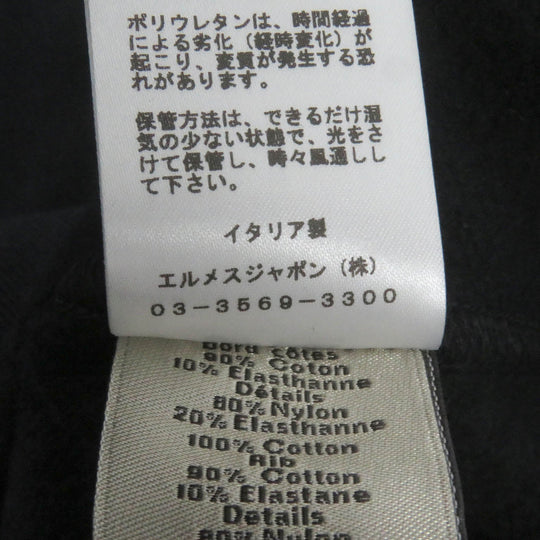 ポリウレタンは、時間経過
による劣化（経時変化）が
起こり、変質が発生する恐
れがあります。
保管方法は、できるだけ湿
気の少ない状態で、光をさ
けて保管し、時々風通しし
て下さい。
イタリア製
エルメスジャポン（株）
03-3569-3300
Bord côtes
90% Coton
10% Elasthanne
Détails
80% Nylon
20% Elasthanne
100% Cotton
Rib
90% Cotton
10% Elastane
Details
80% Nylon